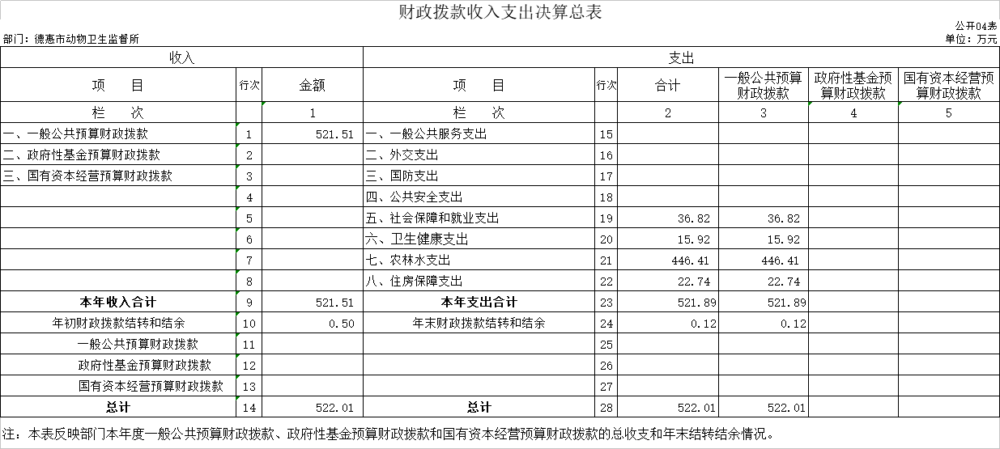 财政拨款收入支出决算总表
公开04表
部门：德惠市动物卫生监督所 单位：万元
收入 支出
项 目 行次 金额 项 目 行次 合计 一般公共预算财政拨款 政府性基金预算财政拨款 国有资本经营预算财政拨款
栏 次 1 栏 次 2 3 4 5
一、一般公共预算财政拨款 1 521.51 一、一般公共服务支出 15
二、政府性基金预算财政拨款 2 二、外交支出 16
三、国有资本经营预算财政拨款 3 三、国防支出 17
4 四、公共安全支出 18
5 五、社会保障和就业支出 19 36.82 36.82
6 六、卫生健康支出 20 15.92 15.92
7 七、农林水支出 21 446.41 446.41
8 八、住房保障支出 22 22.74 22.74
本年收入合计 9 521.51 本年支出合计 23 521.89 521.89
年初财政拨款结转和结余 10 0.50 年末财政拨款结转和结余 24 0.12 0.12
一般公共预算财政拨款 11 25
政府性基金预算财政拨款 12 26
国有资本经营预算财政拨款 13 27
总计 14 522.01 总计 28 522.01 522.01
注：本表反映部门本年度一般公共预算财政拨款、政府性基金预算财政拨款和国有资本经营预算财政拨款的总收支和年末结转结余情况。